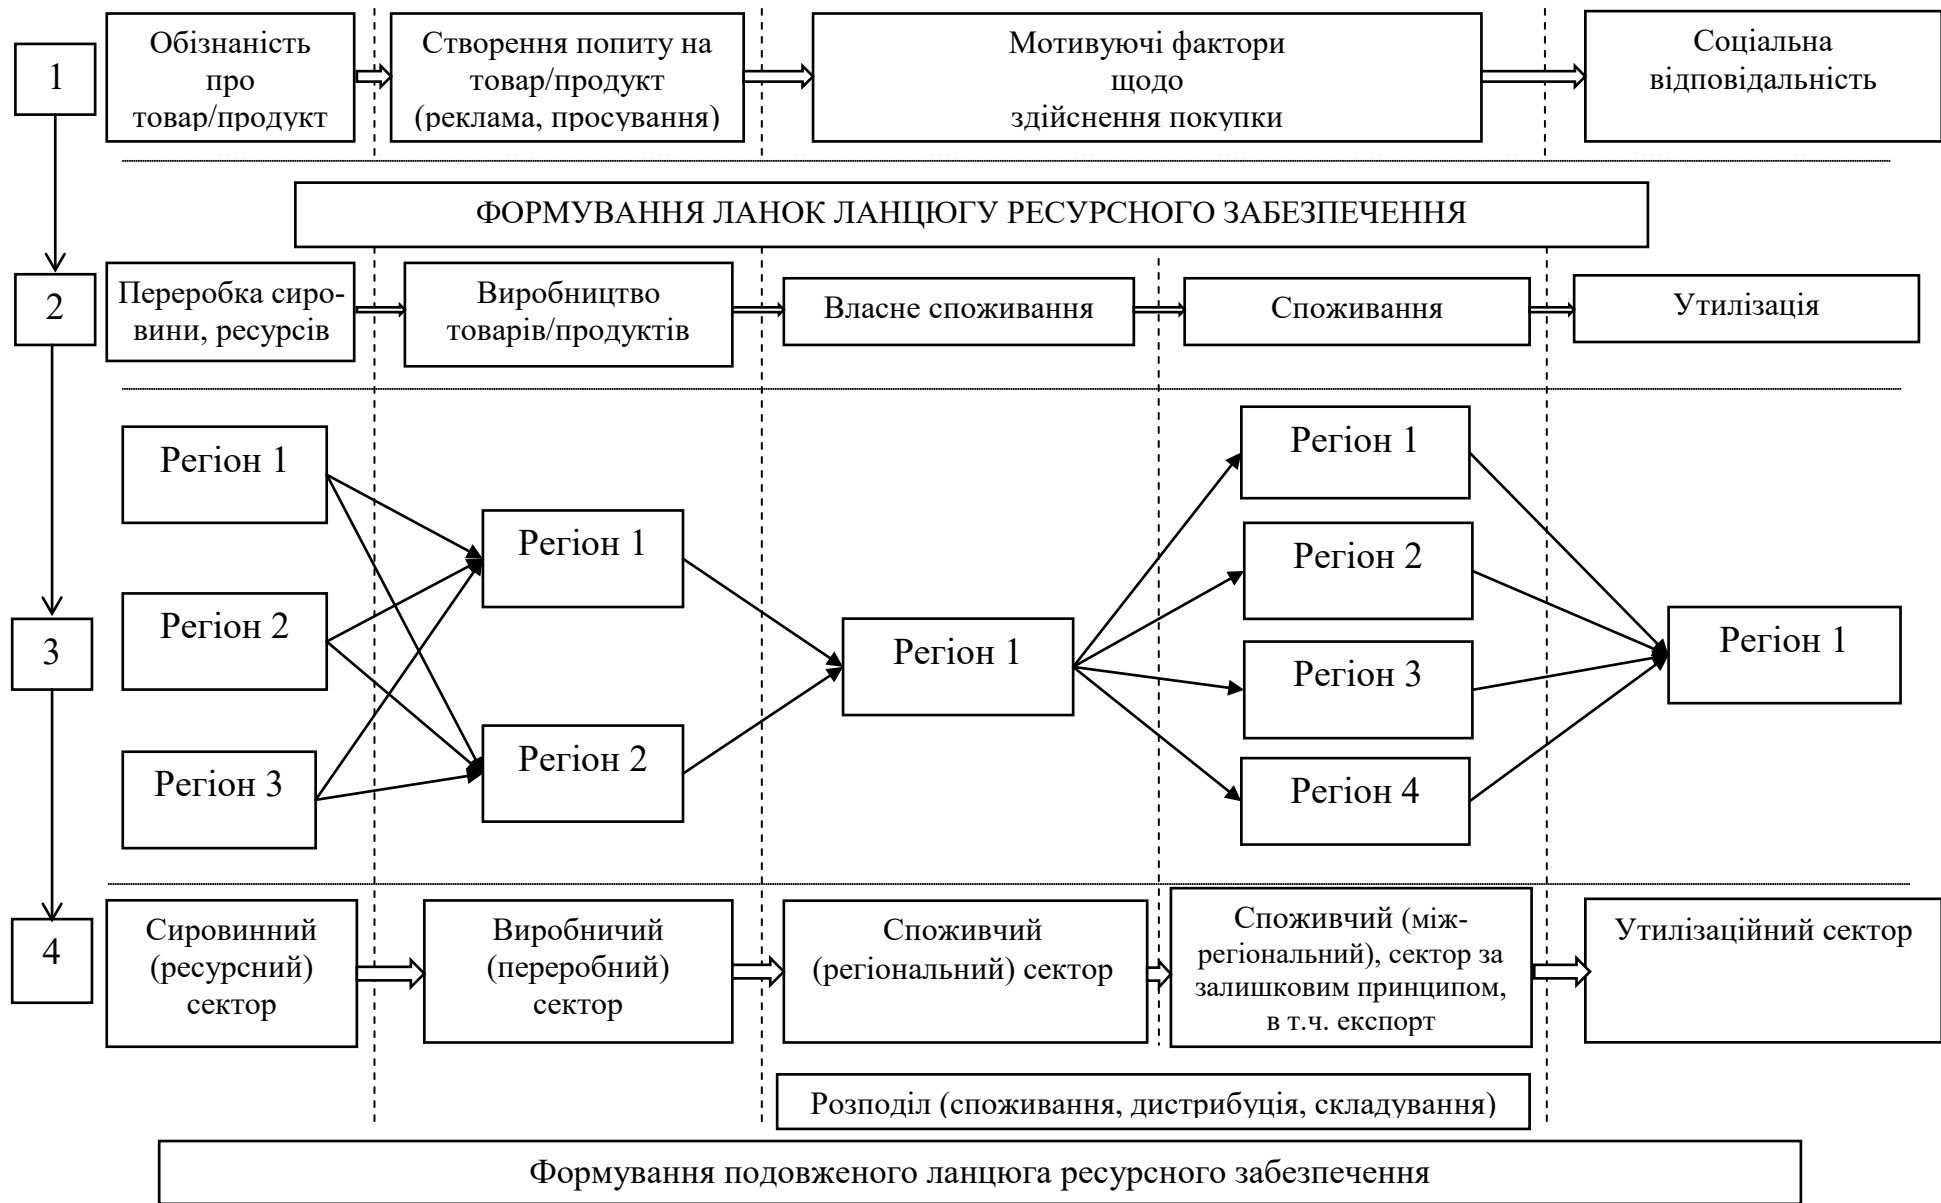 1
Обізнаність
про
товар/продукт
Створення попиту на
товар/продукт
(реклама, просування)
Мотивуючі фактори
щодо
здійснення покупки
Соціальна
відповідальність
ФОРМУВАННЯ ЛАНОК ЛАНЦЮГУ РЕСУРСНОГО ЗАБЕЗПЕЧЕННЯ
2
Переробка сиро-
вини, ресурсів
Виробництво
товарів/продуктів
Власне споживання
Споживання
Утилізація
3
Регіон 1
Регіон 2
Регіон 3
Регіон 1
Регіон 2
Регіон 1
Регіон 1
Регіон 2
Регіон 3
Регіон 4
Регіон 1
4
Сировинний
(ресурсний)
сектор
Виробничий
(переробний)
сектор
Споживчий
(регіональний) сектор
Споживчий (між-
регіональний), сектор за
залишковим принципом,
в т.ч. експорт
Утилізаційний сектор
Розподіл (споживання, дистрибуція, складування)
Формування подовженого ланцюга ресурсного забезпечення